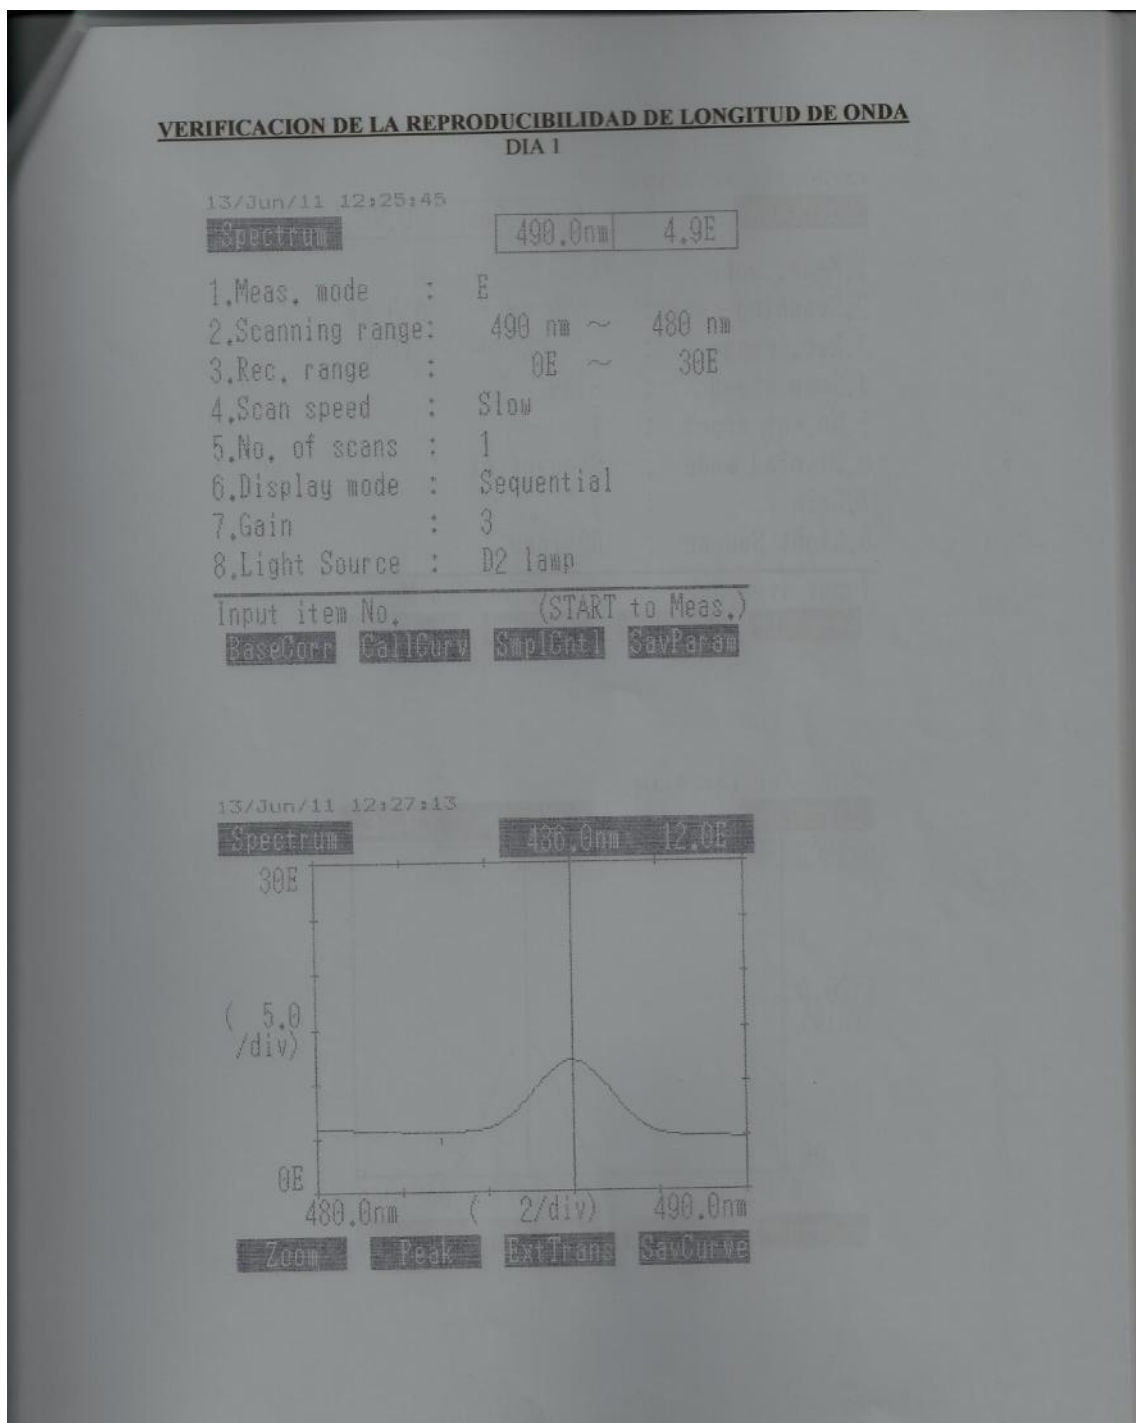 VERIFICACION DE LA REPRODUCIBILIDAD DE LONGITUD DE ONDA
DIA 1
13/Jun/11 12:25:45
Spectrum 490.0nm 4.9E
1.Meas. mode : E
2.Scanning range: 490 nm ~ 480 nm
3.Rec. range : 0E ~ 30E
4.Scan speed : Slow
5.No. of scans : 1
6.Display mode : Sequential
7.Gain : 3
8.Light Source : D2 lamp
Input item No. (START to Meas.)
BaseCorr CallCurv SmplCntl SavParam
13/Jun/11 12:27:13
Spectrum 486.0nm 12.0E
30E
( 5.0
/div)
0E
480.0nm ( 2/div) 490.0nm
Zoom Peak ExtTrans SavCurve